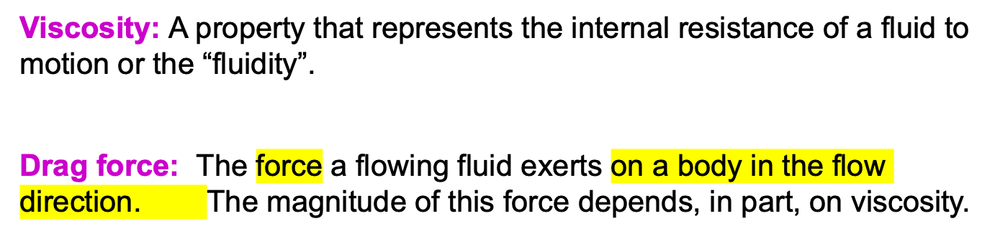 Viscosity: A property that represents the internal resistance of a fluid to
motion or the “fluidity”.
Drag force: The force a flowing fluid exerts on a body in the flow
direction. The magnitude of this force depends, in part, on viscosity.